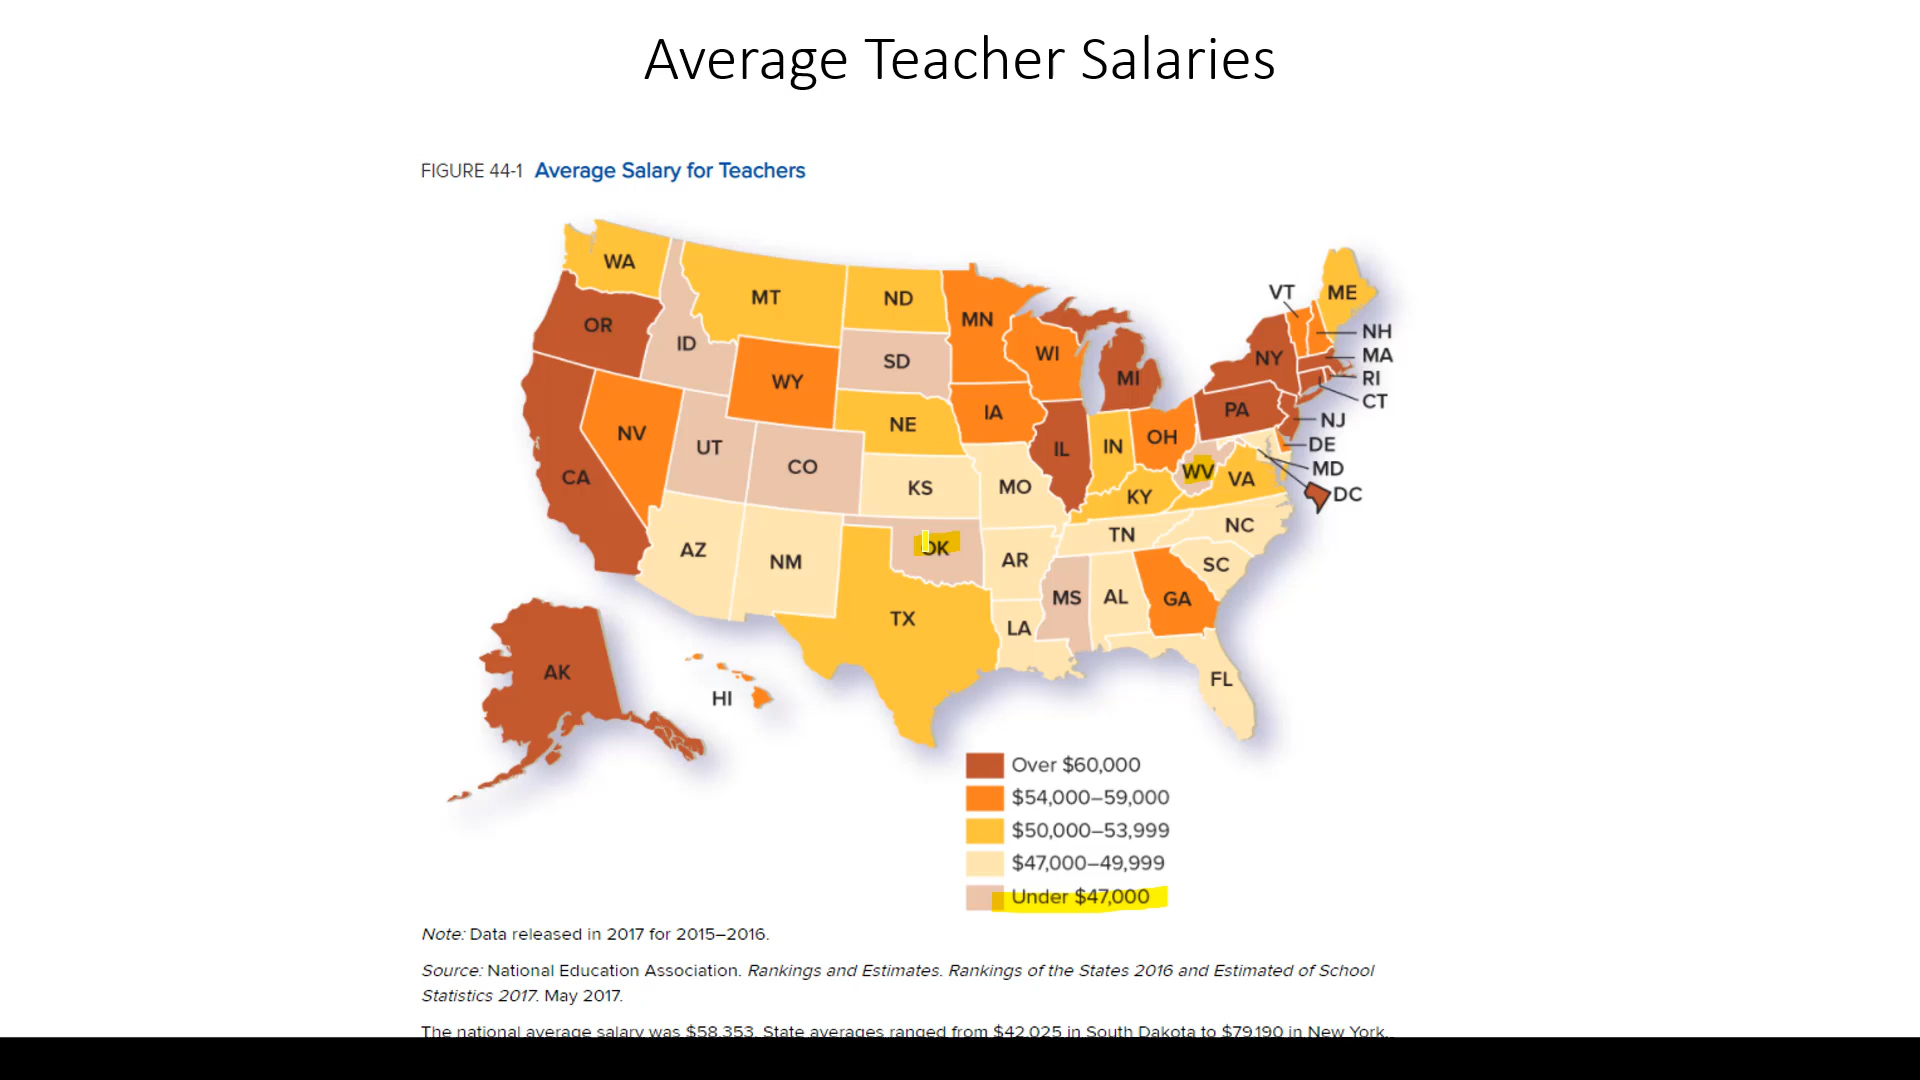 Average Teacher Salaries
FIGURE 44-1 Average Salary for Teachers
WA
MT
ND
MN
VT
ME
OR
ID
SD
WI
NH
NY
MA
WY
MI
RI
CT
IA
PA
NJ
NV
NE
OH
DE
UT
CO
IL
IN
MD
WV
VA
DC
CA
KS
MO
KY
AZ
NM
OK
AR
TN
NC
SC
TX
MS
AL
GA
LA
FL
AK
HI
Over $60,000
$54,000–59,000
$50,000–53,999
$47,000–49,999
Under $47,000
Note: Data released in 2017 for 2015–2016.
Source: National Education Association. Rankings and Estimates. Rankings of the States 2016 and Estimated of School
Statistics 2017. May 2017.
The national average salary was $58,353. State averages ranged from $42,025 in South Dakota to $79,190 in New York.